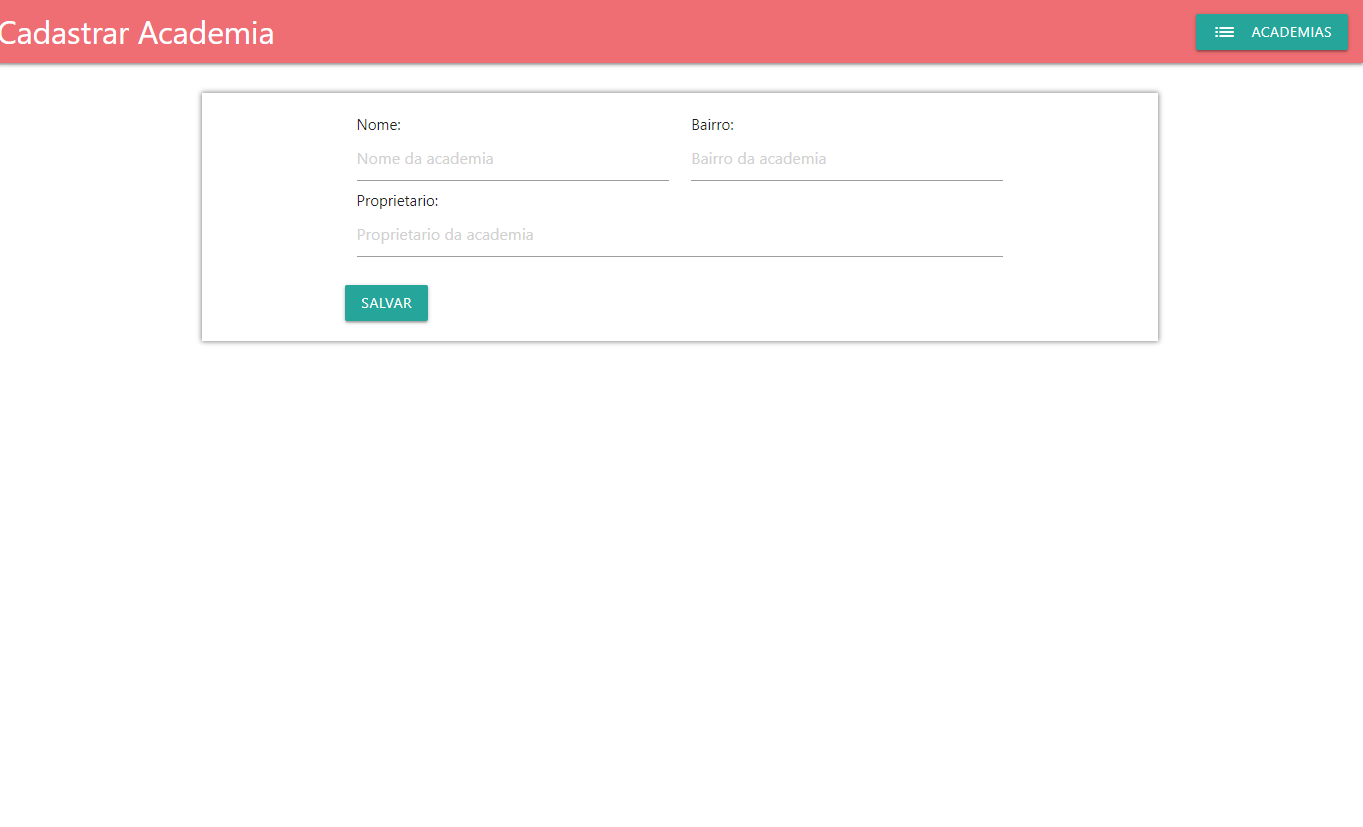 Cadastrar Academia
ACADEMIAS
Nome:
Bairro:
Nome da academia
Bairro da academia
Proprietario:
Proprietario da academia
SALVAR